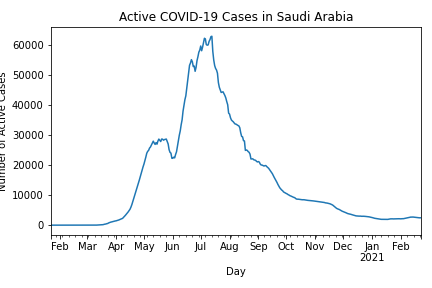 Active COVID-19 Cases in Saudi Arabia
Number of Active Cases
60000
50000
40000
30000
20000
10000
0
Feb Mar Apr May Jun Jul Aug Sep Oct Nov Dec Jan Feb
2021
Day